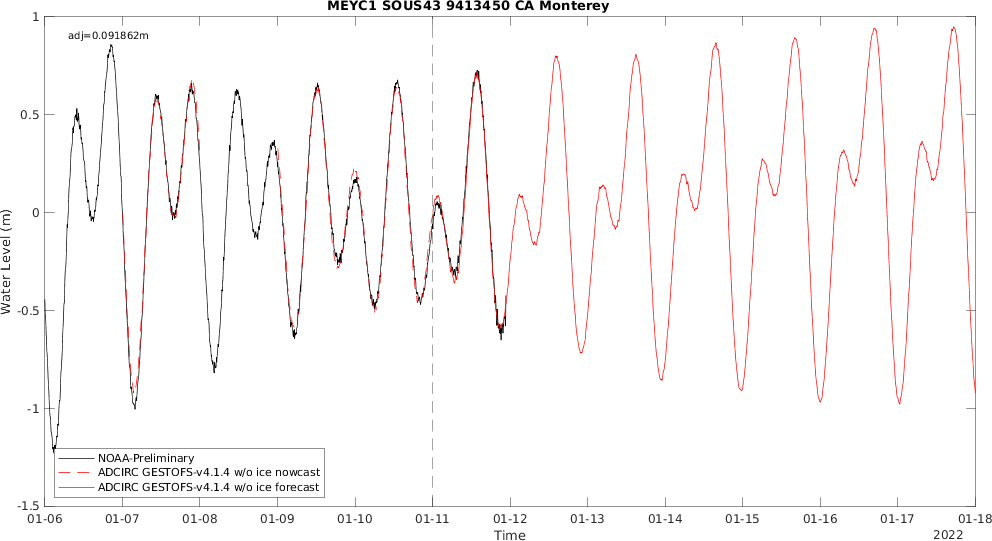 MEYC1 SOUS43 9413450 CA Monterey
adj=0.091862m
Water Level (m)
1
0.5
0
-0.5
-1
-1.5
NOAA-Preliminary
ADCIRC GESTOFS-v4.1.4 w/o ice nowcast
ADCIRC GESTOFS-v4.1.4 w/o ice forecast
01-06 01-07 01-08 01-09 01-10 01-11 01-12 01-13 01-14 01-15 01-16 01-17 01-18
Time
2022